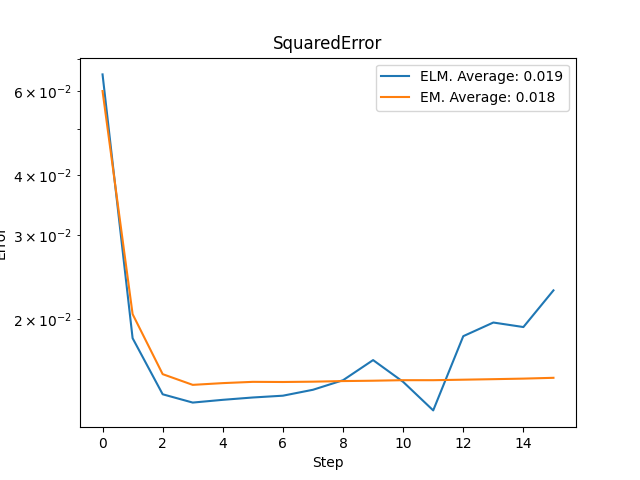 SquaredError
ELM. Average: 0.019
EM. Average: 0.018
6 × 10⁻²
4 × 10⁻²
3 × 10⁻²
2 × 10⁻²
Error
0 2 4 6 8 10 12 14
Step